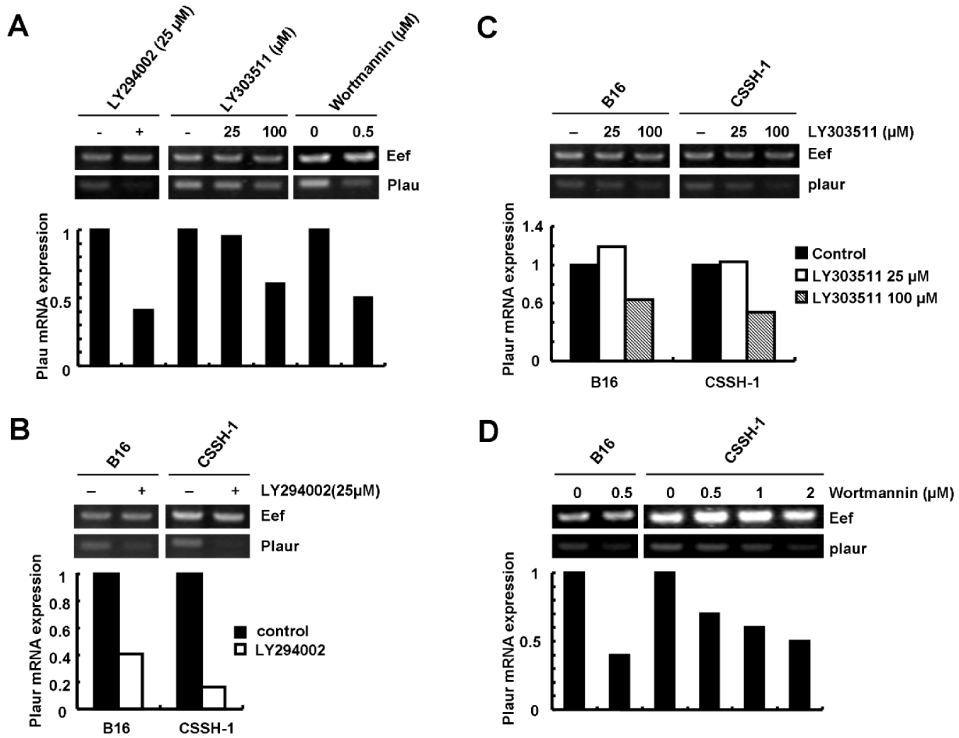 A
LY294002 (25 µM)
LY303511 (µM)
Wortmannin (µM)
- + - 25 100 0 0.5
Eef
Plau
Plau mRNA expression
1
0.5
0
B
B16
CSSH-1
– + – + LY294002(25µM)
Eef
Plaur
Plaur mRNA expression
1
0.8
0.6
0.4
0.2
0
B16 CSSH-1
control
LY294002
C
B16
CSSH-1
– 25 100 – 25 100 LY303511 (µM)
Eef
plaur
Plaur mRNA expression
1.4
1
0.6
0
B16 CSSH-1
Control
LY303511 25 µM
LY303511 100 µM
D
B16
CSSH-1
0 0.5 0 0.5 1 2 Wortmannin (µM)
Eef
plaur
Plaur mRNA expression
1
0.5
0